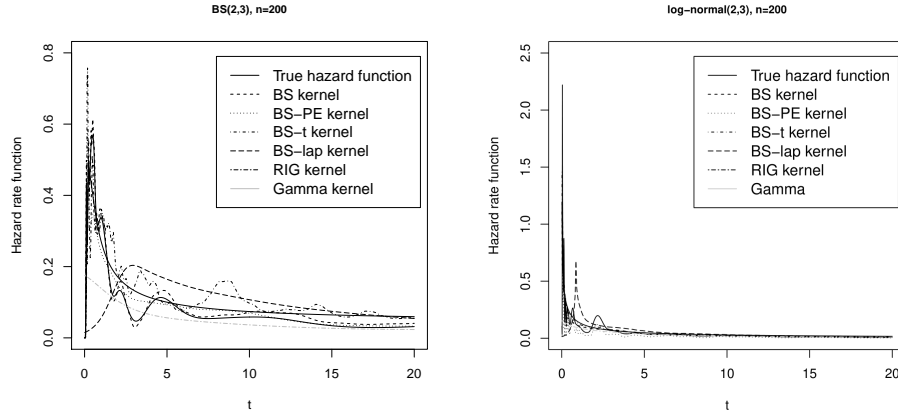 BS(2,3), n=200
Hazard rate function
0.8
0.6
0.4
0.2
0.0
True hazard function
BS kernel
BS−PE kernel
BS−t kernel
BS−lap kernel
RIG kernel
Gamma kernel
0 5 10 15 20
t
log−normal(2,3), n=200
Hazard rate function
2.5
2.0
1.5
1.0
0.5
0.0
True hazard function
BS kernel
BS−PE kernel
BS−t kernel
BS−lap kernel
RIG kernel
Gamma
0 5 10 15 20
t